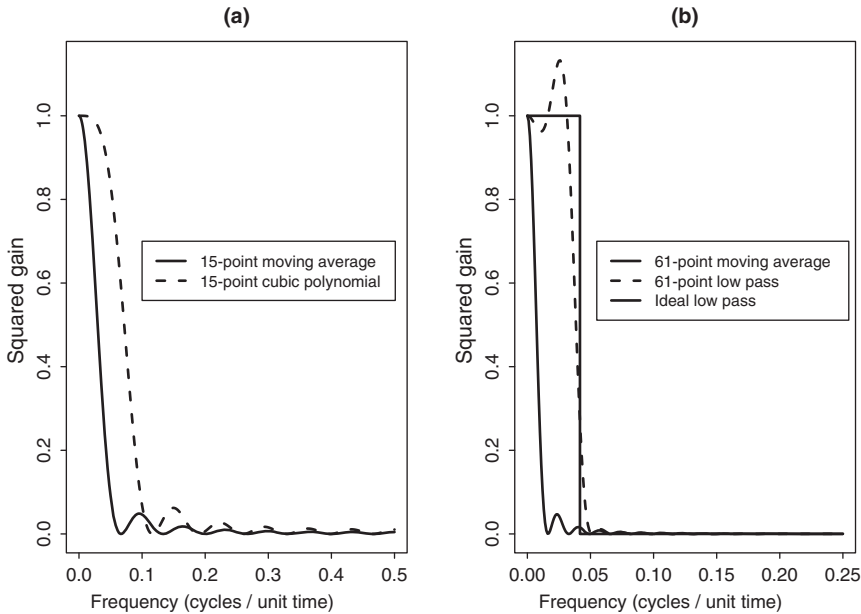 (a)
Squared gain
1.0
0.8
0.6
0.4
0.2
0.0
15-point moving average
15-point cubic polynomial
0.0 0.1 0.2 0.3 0.4 0.5
Frequency (cycles / unit time)
(b)
Squared gain
1.0
0.8
0.6
0.4
0.2
0.0
61-point moving average
61-point low pass
Ideal low pass
0.00 0.05 0.10 0.15 0.20 0.25
Frequency (cycles / unit time)